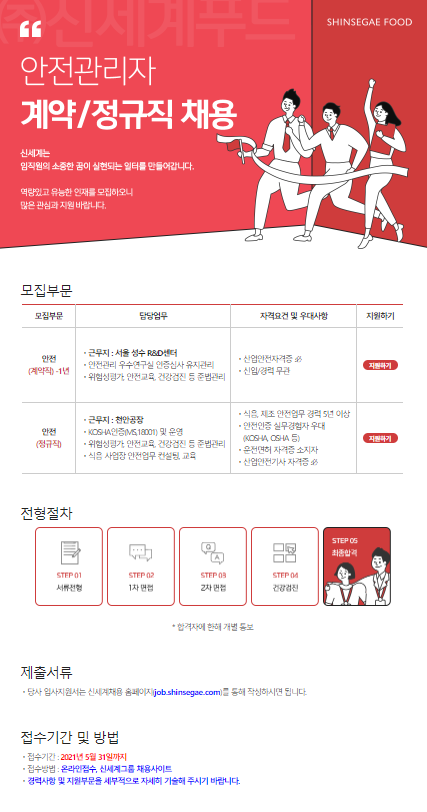 ㈜신세계푸드
SHINSEGAE FOOD
안전관리자
계약/정규직 채용
신세계는
임직원의 소중한 꿈이 실현되는 일터를 만들어갑니다.
역량있고 유능한 인재를 모집하오니
많은 관심과 지원 바랍니다.
모집부문
모집부문 담당업무 자격요건 및 우대사항 지원하기
안전
(계약직) -1년
• 근무지 : 서울 성수 R&D센터
• 안전관리 우수연구실 인증심사 유지관리
• 위험성평가, 안전교육, 건강검진 등 준법관리
• 산업안전자격증 必
• 신입/경력 무관
지원하기
안전
(정규직)
• 근무지 : 천안공장
• KOSHA인증(MS,18001) 및 운영
• 위험성평가, 안전교육, 건강검진 등 준법관리
• 식음 사업장 안전업무 컨설팅, 교육
• 식음, 제조 안전업무 경력 5년 이상
• 안전인증 실무경험자 우대
(KOSHA, OSHA 등)
• 운전면허 자격증 소지자
• 산업안전기사 자격증 必
지원하기
전형절차
STEP 01
서류전형
STEP 02
1차 면접
Q
A
STEP 03
2차 면접
STEP 04
건강검진
STEP 05
최종합격
* 합격자에 한해 개별 통보
제출서류
• 당사 입사지원서는 신세계채용 홈페이지(job.shinsegae.com)를 통해 작성하시면 됩니다.
접수기간 및 방법
• 접수기간 : 2021년 5월 31일까지
• 접수방법 : 온라인접수, 신세계그룹 채용사이트
• 경력사항 및 지원부문을 세부적으로 자세히 기술해 주시기 바랍니다.